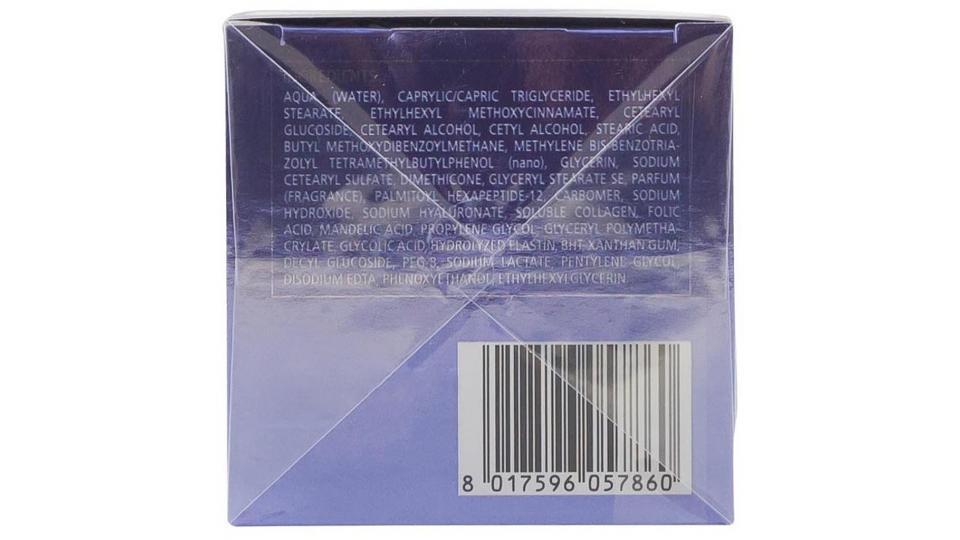 INGREDIENTS
AQUA (WATER), CAPRYLIC/CAPRIC TRIGLYCERIDE, ETHYLHEXYL
STEARATE, ETHYLHEXYL METHOXYCINNAMATE, CETEARYL
GLUCOSIDE, CETEARYL ALCOHOL, CETYL ALCOHOL, STEARIC ACID,
BUTYL METHOXYDIBENZOYLMETHANE, METHYLENE BIS-BENZOTRIA-
ZOLYL TETRAMETHYLBUTYLPHENOL (nano), GLYCERIN, SODIUM
CETEARYL SULFATE, DIMETHICONE, GLYCERYL STEARATE SE, PARFUM
(FRAGRANCE), PALMITOYL HEXAPEPTIDE-12, CARBOMER, SODIUM
HYDROXIDE, SODIUM HYALURONATE, SOLUBLE COLLAGEN, FOLIC
ACID, MANDELIC ACID, PROPYLENE GLYCOL, GLYCERYL POLYMETHA-
CRYLATE, GLYCOLIC ACID, HYDROLYZED ELASTIN, BHT, XANTHAN GUM,
DECYL GLUCOSIDE, PEG-8, SODIUM LACTATE, PENTYLENE GLYCOL,
DISODIUM EDTA, PHENOXYETHANOL, ETHYLHEXYLGLYCERIN.
8 017596 057860